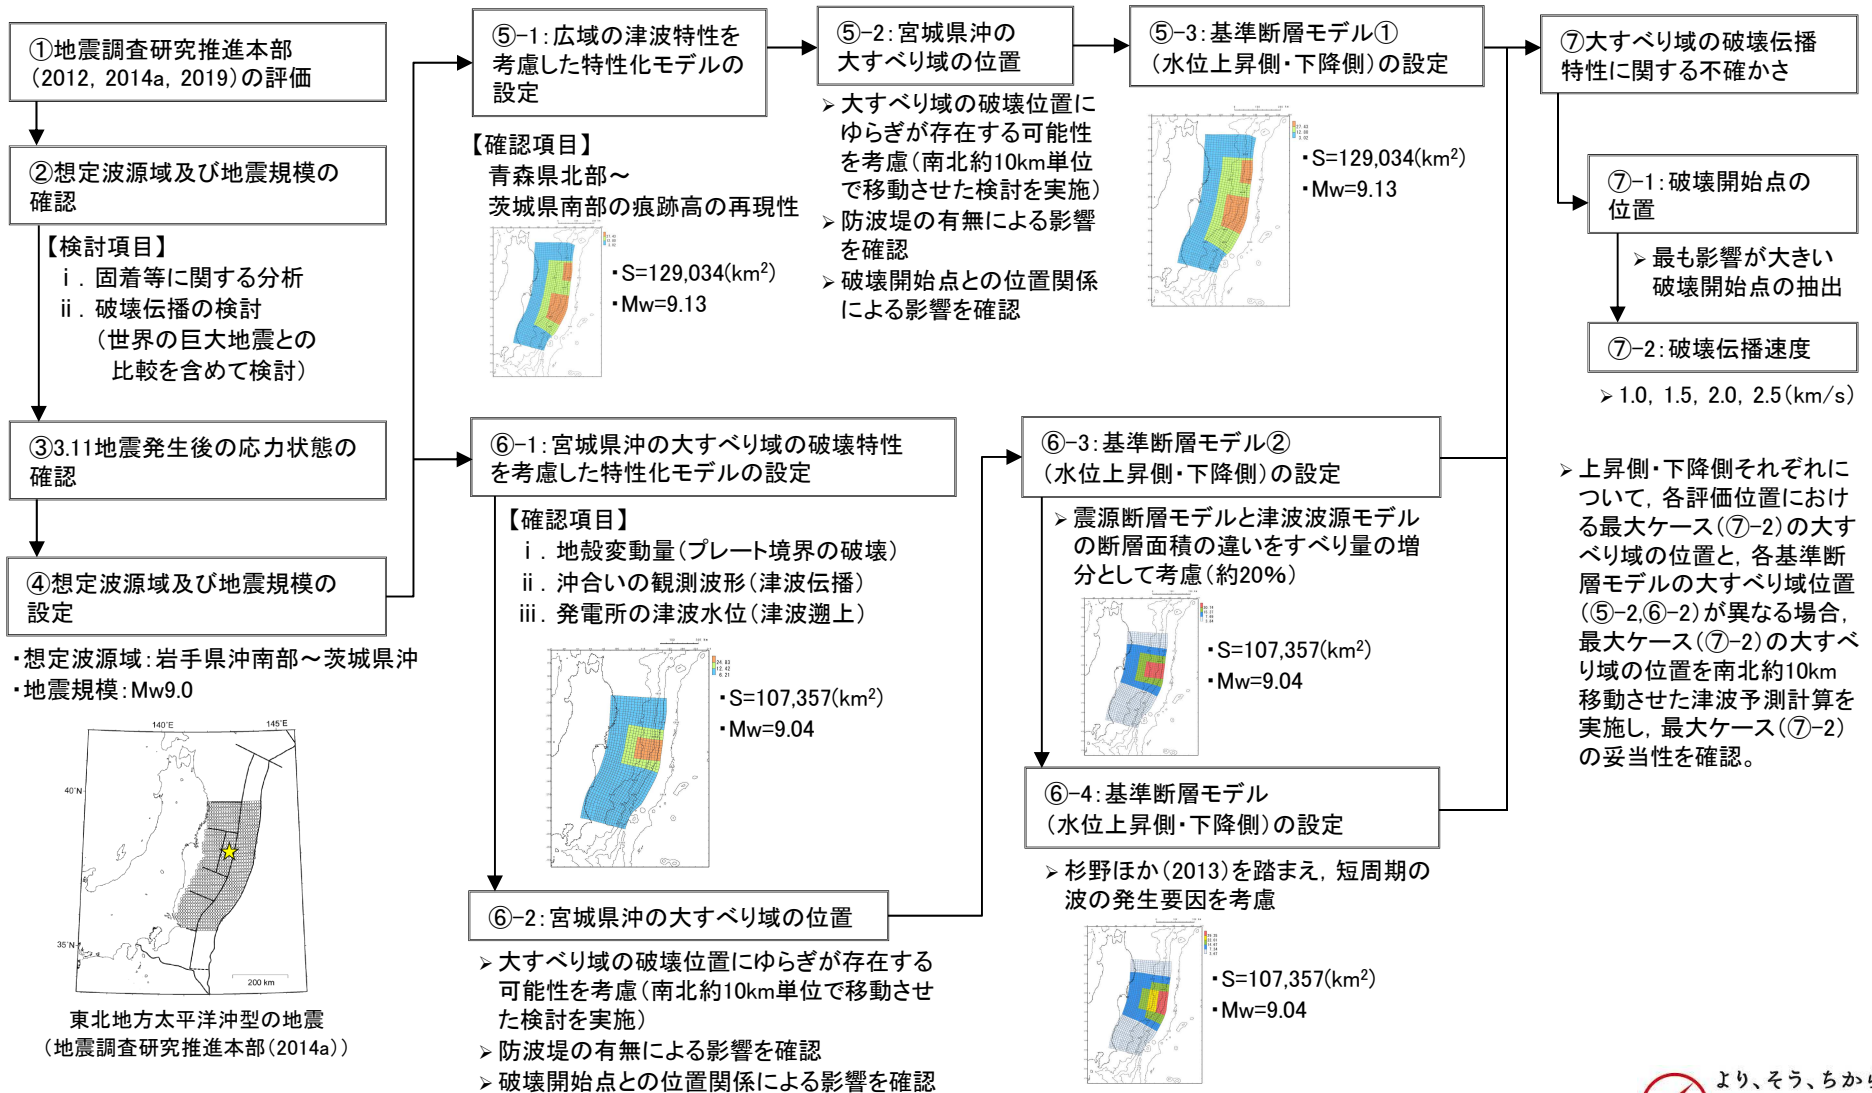 ①地震調査研究推進本部
(2012, 2014a, 2019)の評価
②想定波源域及び地震規模の
確認
【検討項目】
ⅰ. 固着等に関する分析
ⅱ. 破壊伝播の検討
(世界の巨大地震との
比較を含めて検討)
③3.11地震発生後の応力状態の
確認
④想定波源域及び地震規模の
設定
・想定波源域:岩手県沖南部～茨城県沖
・地震規模:Mw9.0
140°E
145°E
40°N
35°N
200 km
東北地方太平洋沖型の地震
(地震調査研究推進本部(2014a))
⑤-1:広域の津波特性を
考慮した特性化モデルの
設定
【確認項目】
青森県北部～
茨城県南部の痕跡高の再現性
・S=129,034(km²)
・Mw=9.13
⑤-2:宮城県沖の
大すべり域の位置
➢大すべり域の破壊位置に
ゆらぎが存在する可能性
を考慮(南北約10km単位
で移動させた検討を実施)
➢防波堤の有無による影響
を確認
➢破壊開始点との位置関係
による影響を確認
⑤-3:基準断層モデル①
(水位上昇側・下降側)の設定
・S=129,034(km²)
・Mw=9.13
⑥-1:宮城県沖の大すべり域の破壊特性
を考慮した特性化モデルの設定
【確認項目】
ⅰ. 地殻変動量(プレート境界の破壊)
ⅱ. 沖合いの観測波形(津波伝播)
ⅲ. 発電所の津波水位(津波遡上)
24.83
12.42
6.21
・S=107,357(km²)
・Mw=9.04
⑥-2:宮城県沖の大すべり域の位置
➢大すべり域の破壊位置にゆらぎが存在する
可能性を考慮(南北約10km単位で移動させ
た検討を実施)
➢防波堤の有無による影響を確認
➢破壊開始点との位置関係による影響を確認
⑥-3:基準断層モデル②
(水位上昇側・下降側)の設定
➢震源断層モデルと津波波源モデル
の断層面積の違いをすべり量の増
分として考慮(約20%)
・S=107,357(km²)
・Mw=9.04
⑥-4:基準断層モデル
(水位上昇側・下降側)の設定
➢杉野ほか(2013)を踏まえ, 短周期の
波の発生要因を考慮
・S=107,357(km²)
・Mw=9.04
⑦大すべり域の破壊伝播
特性に関する不確かさ
⑦-1:破壊開始点の
位置
➢最も影響が大きい
破壊開始点の抽出
⑦-2:破壊伝播速度
➢1.0, 1.5, 2.0, 2.5(km/s)
➢上昇側・下降側それぞれに
ついて, 各評価位置におけ
る最大ケース(⑦-2)の大す
べり域の位置と, 各基準断
層モデルの大すべり域位置
(⑤-2,⑥-2)が異なる場合,
最大ケース(⑦-2)の大すべ
り域の位置を南北約10km
移動させた津波予測計算を
実施し, 最大ケース(⑦-2)
の妥当性を確認。
より、そう、ちから